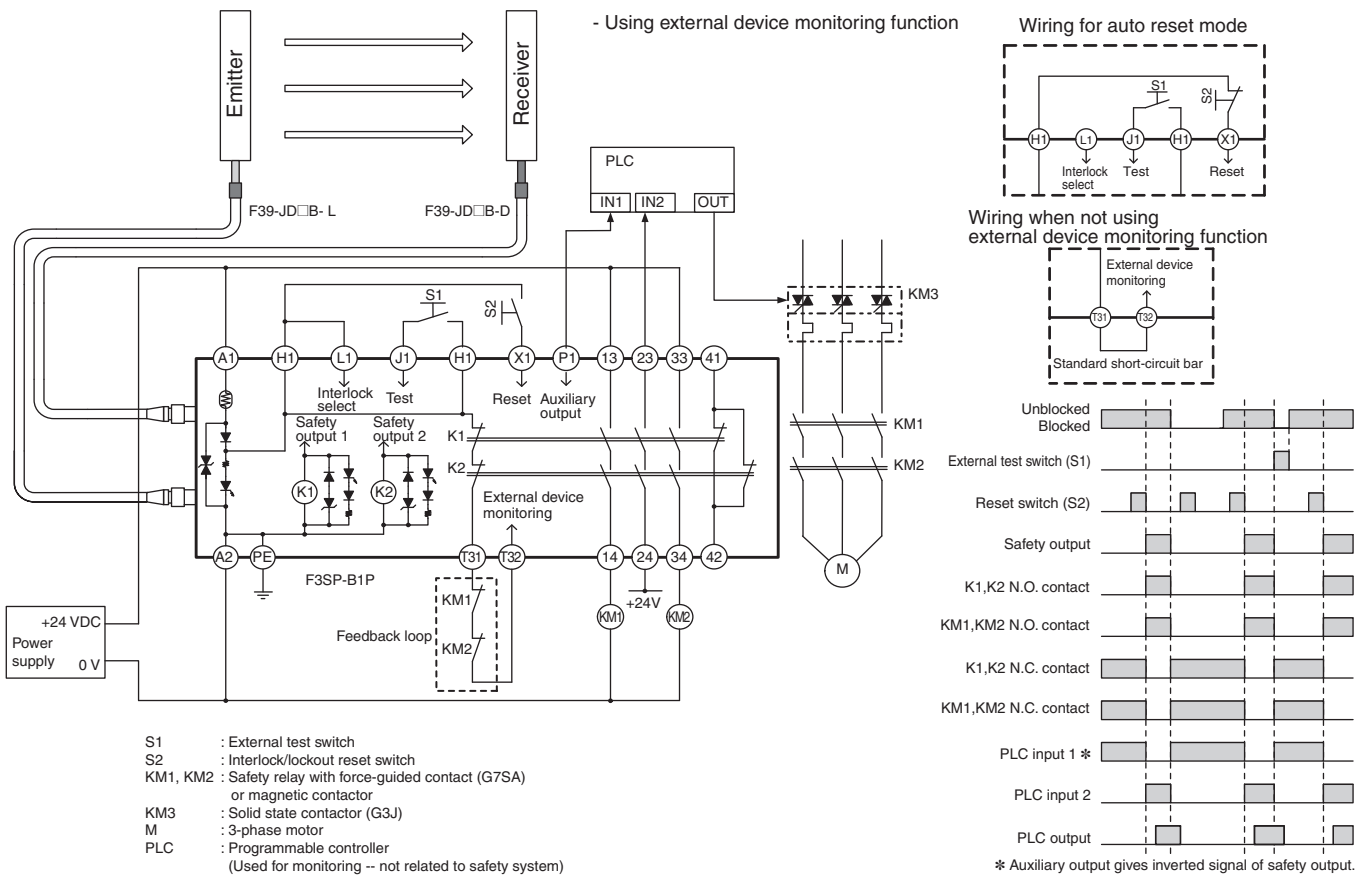 - Using external device monitoring function
Wiring for auto reset mode
Emitter
Receiver
S1
S2
H1
L1
J1
H1
X1
Interlock
select
Test
Reset
PLC
IN1
IN2
OUT
F39-JD□B- L
F39-JD□B-D
Wiring when not using
external device monitoring function
External device
monitoring
T31
T32
Standard short-circuit bar
KM3
S1
S2
A1
H1
L1
J1
H1
X1
P1
13
23
33
41
Interlock
select
Test
Reset
Auxiliary
output
Safety
output 1
Safety
output 2
K1
K2
K1
K2
External device
monitoring
KM1
KM2
M
A2
PE
T31
T32
14
24
34
42
F3SP-B1P
+24V
KM1
KM2
Feedback loop
KM1
KM2
+24 VDC
Power
supply
0 V
Unblocked
Blocked
External test switch (S1)
Reset switch (S2)
Safety output
K1,K2 N.O. contact
KM1,KM2 N.O. contact
K1,K2 N.C. contact
KM1,KM2 N.C. contact
PLC input 1 ✻
PLC input 2
PLC output
✻ Auxiliary output gives inverted signal of safety output.
S1 : External test switch
S2 : Interlock/lockout reset switch
KM1, KM2 : Safety relay with force-guided contact (G7SA)
or magnetic contactor
KM3 : Solid state contactor (G3J)
M : 3-phase motor
PLC : Programmable controller
(Used for monitoring -- not related to safety system)